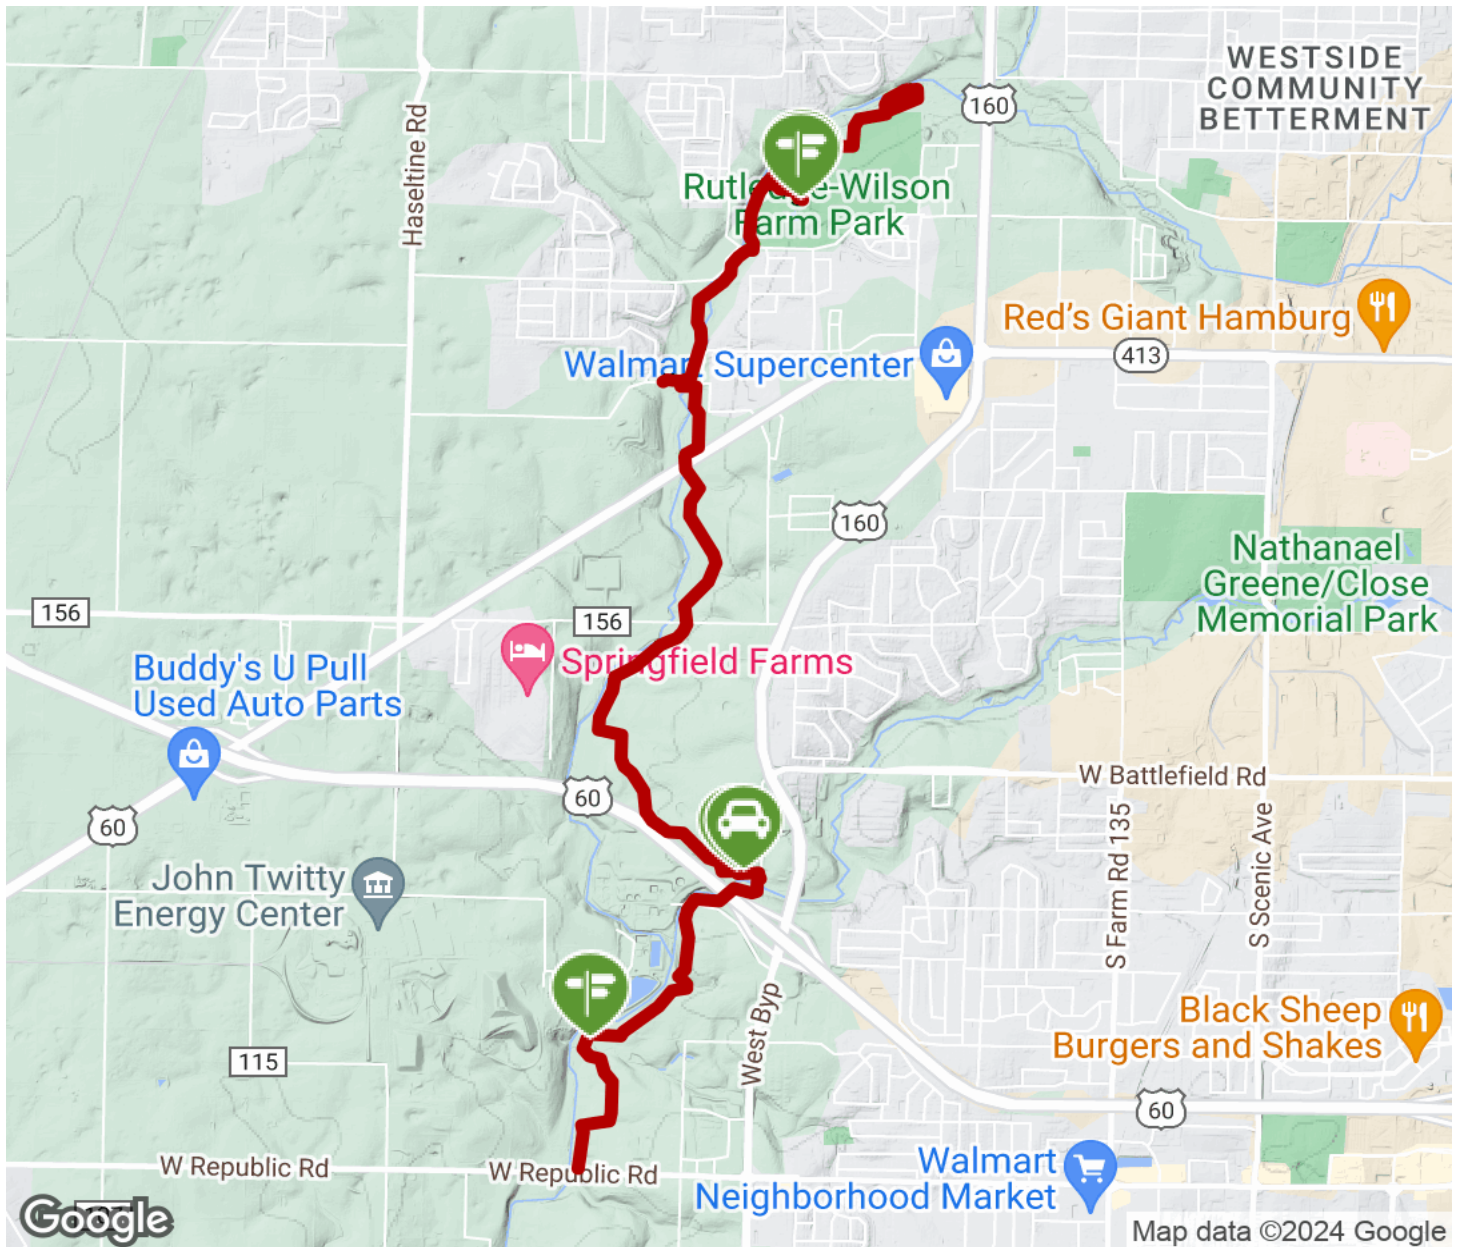 WESTSIDE
COMMUNITY
BETTERMENT
160
Haseltine Rd
Rutledge-Wilson
Farm Park
Red's Giant Hamburg
413
Walmart Supercenter
160
Nathanael
Greene/Close
Memorial Park
156
156
Springfield Farms
Buddy's U Pull
Used Auto Parts
60
60
W Battlefield Rd
S Farm Rd 135
S Scenic Ave
John Twitty
Energy Center
West Byp
Black Sheep
Burgers and Shakes
115
60
W Republic Rd
W Republic Rd
Walmart
Neighborhood Market
Google
Map data ©2024 Google